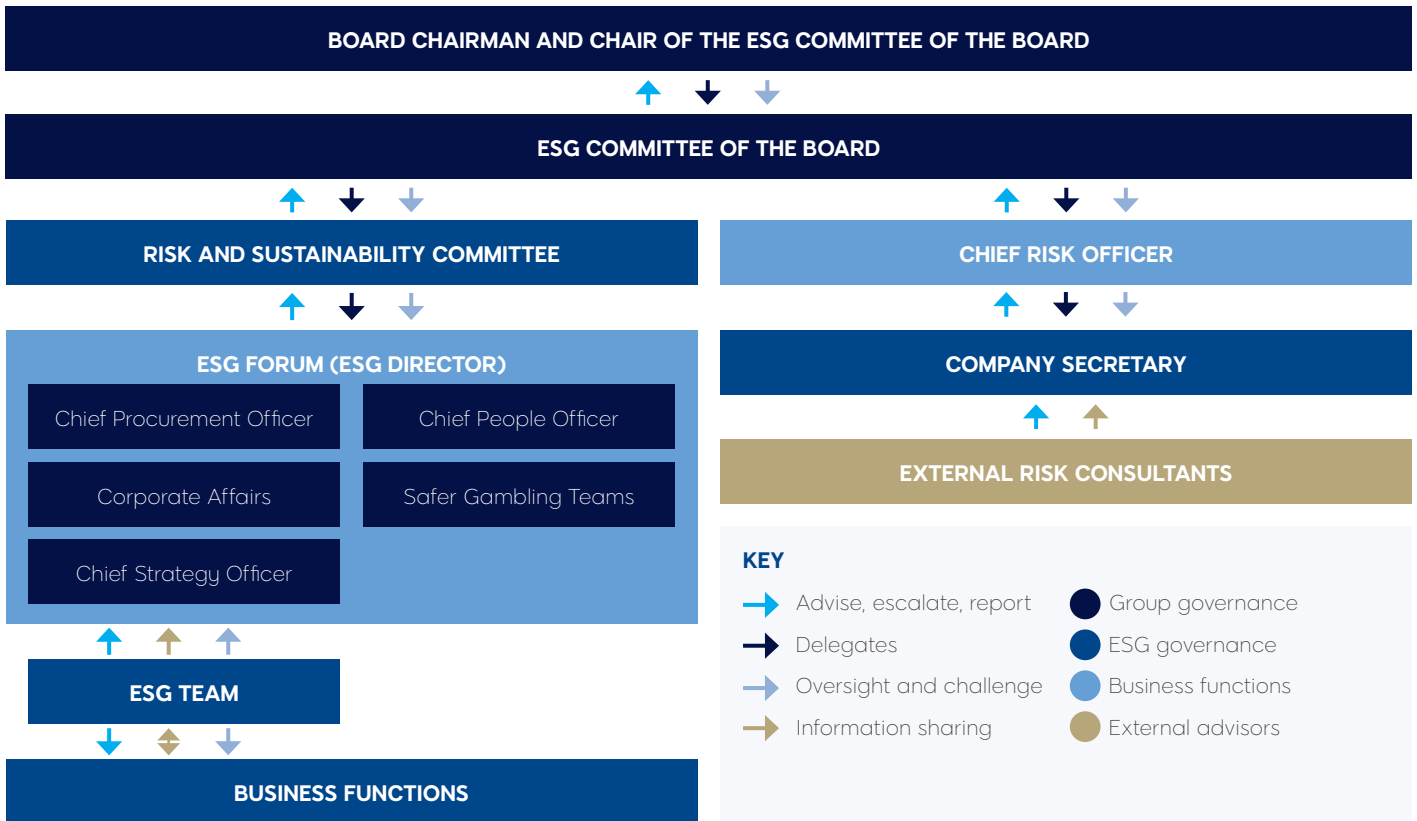 BOARD CHAIRMAN AND CHAIR OF THE ESG COMMITTEE OF THE BOARD
ESG COMMITTEE OF THE BOARD
RISK AND SUSTAINABILITY COMMITTEE
CHIEF RISK OFFICER
ESG FORUM (ESG DIRECTOR)
Chief Procurement Officer
Chief People Officer
Corporate Affairs
Safer Gambling Teams
Chief Strategy Officer
COMPANY SECRETARY
EXTERNAL RISK CONSULTANTS
ESG TEAM
BUSINESS FUNCTIONS
KEY
Advise, escalate, report
Delegates
Oversight and challenge
Information sharing
Group governance
ESG governance
Business functions
External advisors